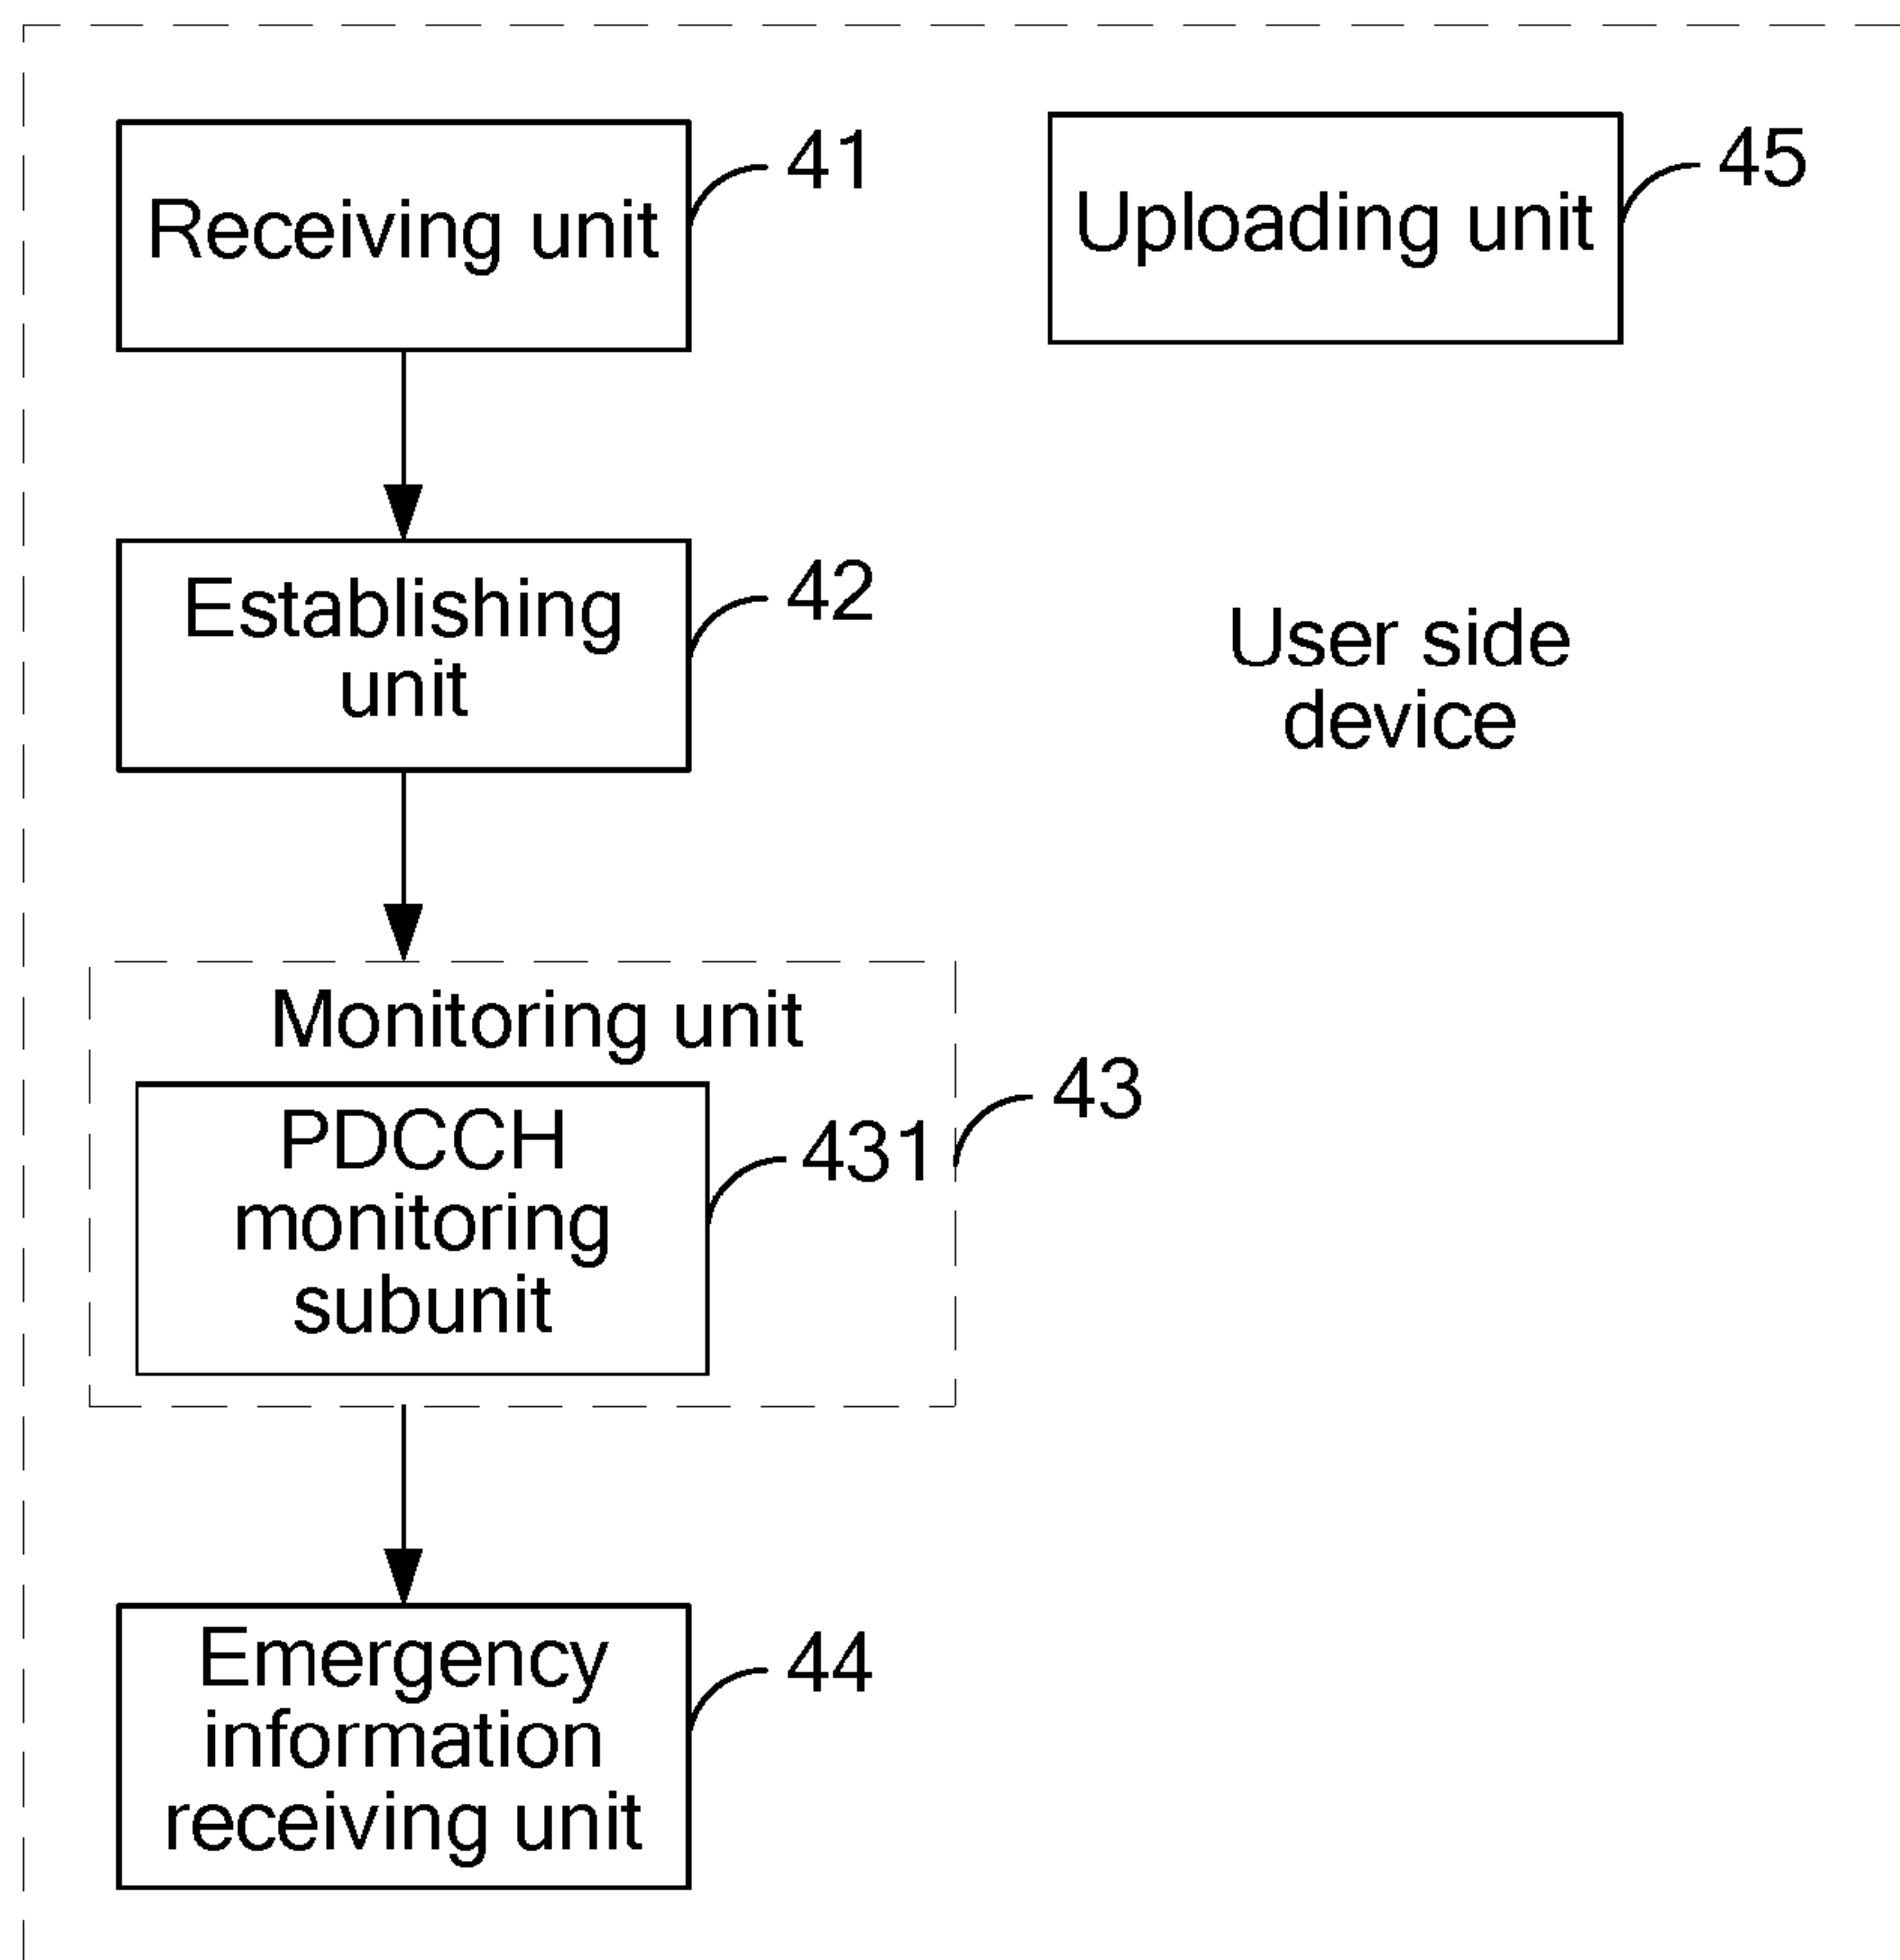 Receiving unit
41
Uploading unit
45
Establishing
unit
42
User side
device
Monitoring unit
43
PDCCH
monitoring
subunit
431
Emergency
information
receiving unit
44